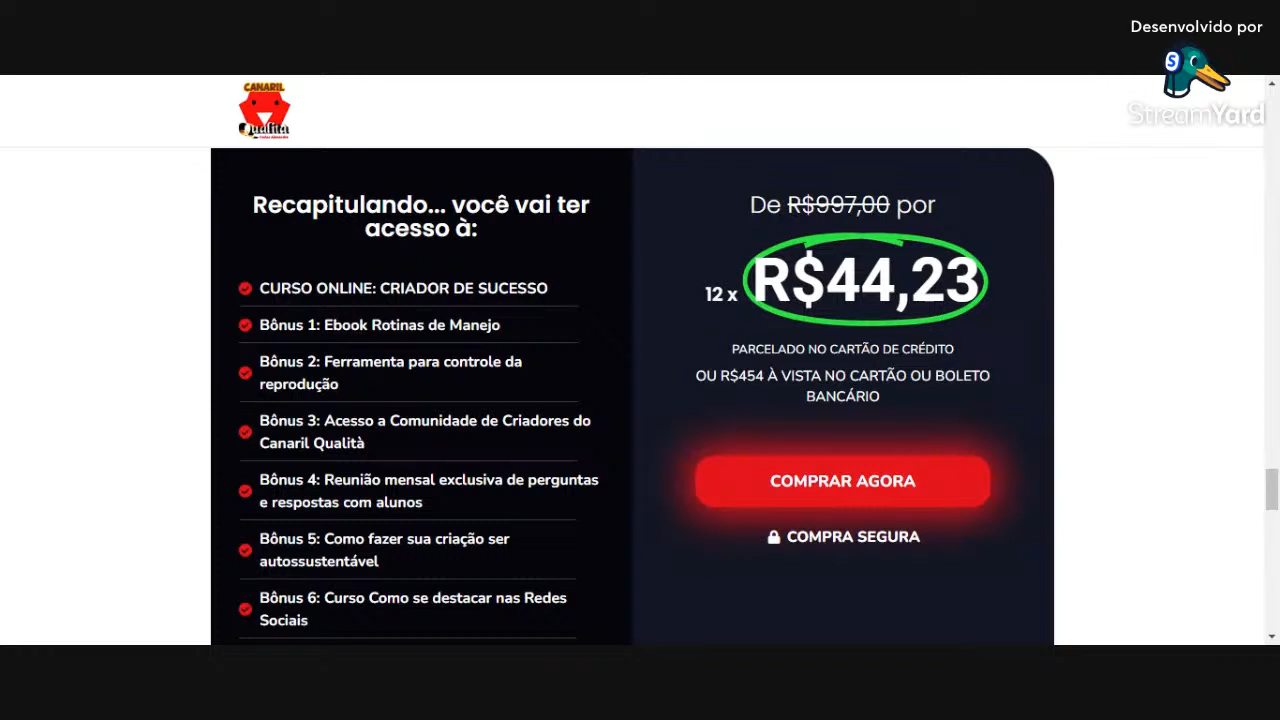 Desenvolvido por
StreamYard
CANARIL
Qualità
Recapitulando... você vai ter
acesso à:
CURSO ONLINE: CRIADOR DE SUCESSO
Bônus 1: Ebook Rotinas de Manejo
Bônus 2: Ferramenta para controle da
reprodução
Bônus 3: Acesso a Comunidade de Criadores do
Canaril Qualità
Bônus 4: Reunião mensal exclusiva de perguntas
e respostas com alunos
Bônus 5: Como fazer sua criação ser
autossustentável
Bônus 6: Curso Como se destacar nas Redes
Sociais
De R$997,00 por
12 x R$44,23
PARCELADO NO CARTÃO DE CRÉDITO
OU R$454 À VISTA NO CARTÃO OU BOLETO
BANCÁRIO
COMPRAR AGORA
COMPRA SEGURA